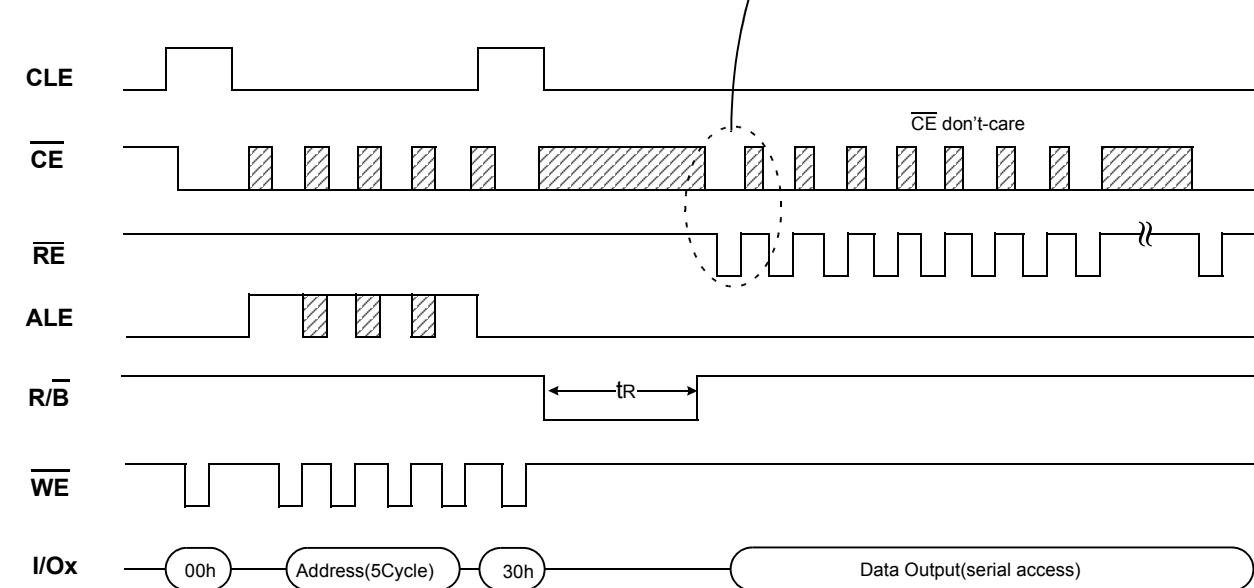 CLE
CE don't-care
CE
RE
ALE
R/B
tR
WE
I/Ox
00h
Address(5Cycle)
30h
Data Output(serial access)